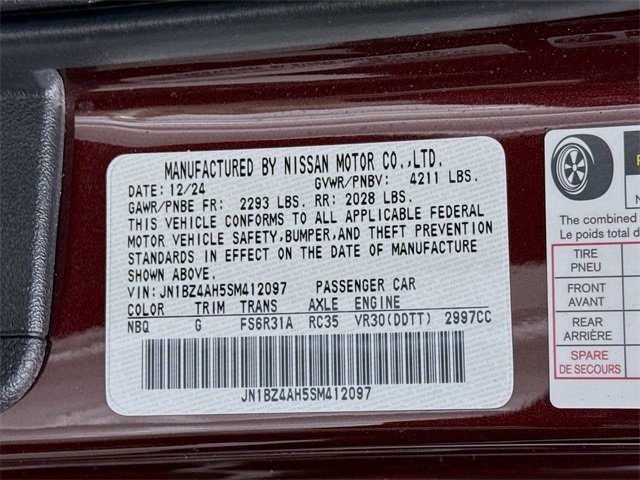 MANUFACTURED BY NISSAN MOTOR CO.,LTD.
DATE: 12/24 GVWR/PNBV: 4211 LBS.
GAWR/PNBE FR: 2293 LBS. RR: 2028 LBS.
THIS VEHICLE CONFORMS TO ALL APPLICABLE FEDERAL
MOTOR VEHICLE SAFETY,BUMPER,AND THEFT PREVENTION
STANDARDS IN EFFECT ON THE DATE OF MANUFACTURE
SHOWN ABOVE.
VIN: JN1BZ4AH5SM412097 PASSENGER CAR
COLOR TRIM TRANS AXLE ENGINE
NBQ G FS6R31A RC35 VR30(DDTT) 2997CC
JN1BZ4AH5SM412097
The combined
Le poids total d
TIRE
PNEU
FRONT
AVANT
REAR
ARRIÈRE
SPARE
DE SECOURS